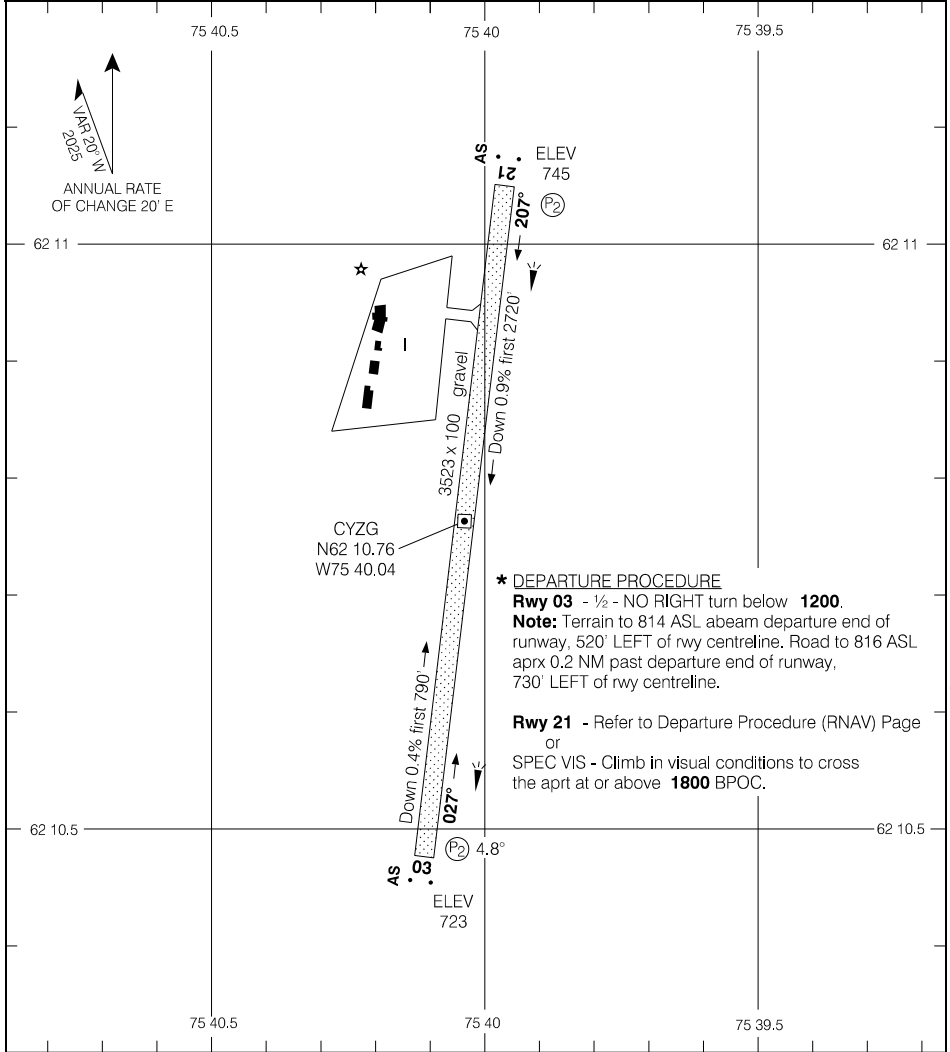 75 40.5
75 40
75 39.5
VAR 20° W
2025
ANNUAL RATE
OF CHANGE 20' E
AS
21
ELEV
745
207°
P2
62 11
62 11
Down 0.9% first 2720'
3523 x 100 gravel
I
CYZG
N62 10.76
W75 40.04
* DEPARTURE PROCEDURE
Rwy 03 - ½ - NO RIGHT turn below 1200.
Note: Terrain to 814 ASL abeam departure end of
runway, 520' LEFT of rwy centreline. Road to 816 ASL
aprx 0.2 NM past departure end of runway,
730' LEFT of rwy centreline.
Rwy 21 - Refer to Departure Procedure (RNAV) Page
or
SPEC VIS - Climb in visual conditions to cross
the aprt at or above 1800 BPOC.
Down 0.4% first 790'
027°
62 10.5
62 10.5
P2 4.8°
AS
03
ELEV
723
75 40.5
75 40
75 39.5